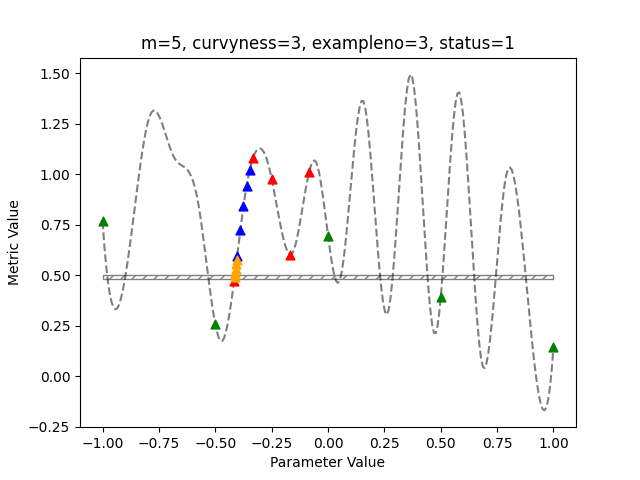 m=5, curvyness=3, exampleno=3, status=1
Metric Value
1.50
1.25
1.00
0.75
0.50
0.25
0.00
−0.25
−1.00 −0.75 −0.50 −0.25 0.00 0.25 0.50 0.75 1.00
Parameter Value